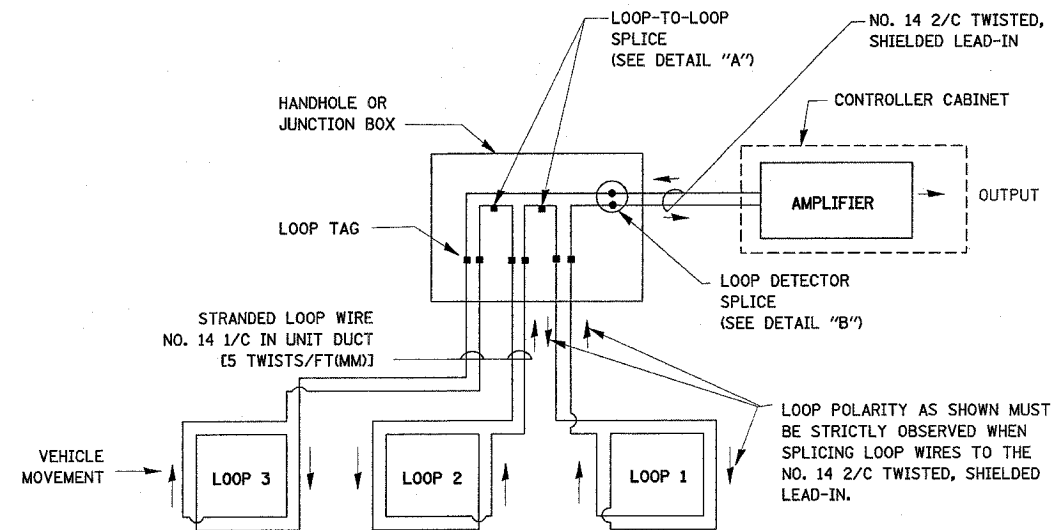 LOOP-TO-LOOP
SPLICE
(SEE DETAIL "A")
NO. 14 2/C TWISTED,
SHIELDED LEAD-IN
HANDHOLE OR
JUNCTION BOX
CONTROLLER CABINET
AMPLIFIER
OUTPUT
LOOP TAG
LOOP DETECTOR
SPLICE
(SEE DETAIL "B")
STRANDED LOOP WIRE
NO. 14 1/C IN UNIT DUCT
[5 TWISTS/FT(MM)]
LOOP POLARITY AS SHOWN MUST
BE STRICTLY OBSERVED WHEN
SPLICING LOOP WIRES TO THE
NO. 14 2/C TWISTED, SHIELDED
LEAD-IN.
VEHICLE
MOVEMENT
LOOP 3
LOOP 2
LOOP 1